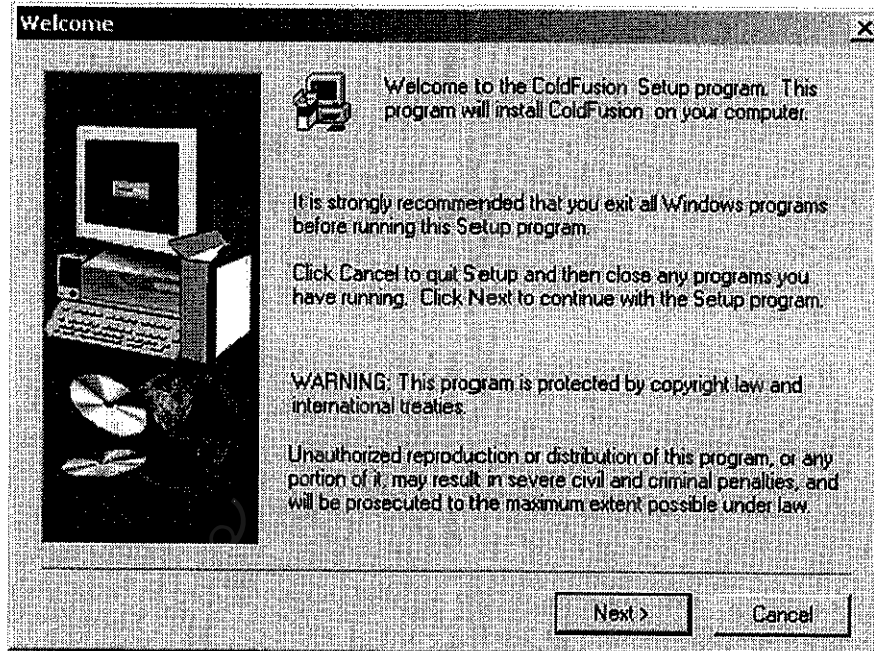 Welcome
Welcome to the ColdFusion Setup program. This
program will install ColdFusion on your computer.
It is strongly recommended that you exit all Windows programs
before running this Setup program.
Click Cancel to quit Setup and then close any programs you
have running. Click Next to continue with the Setup program.
WARNING: This program is protected by copyright law and
international treaties.
Unauthorized reproduction or distribution of this program, or any
portion of it, may result in severe civil and criminal penalties, and
will be prosecuted to the maximum extent possible under law.
Next >
Cancel